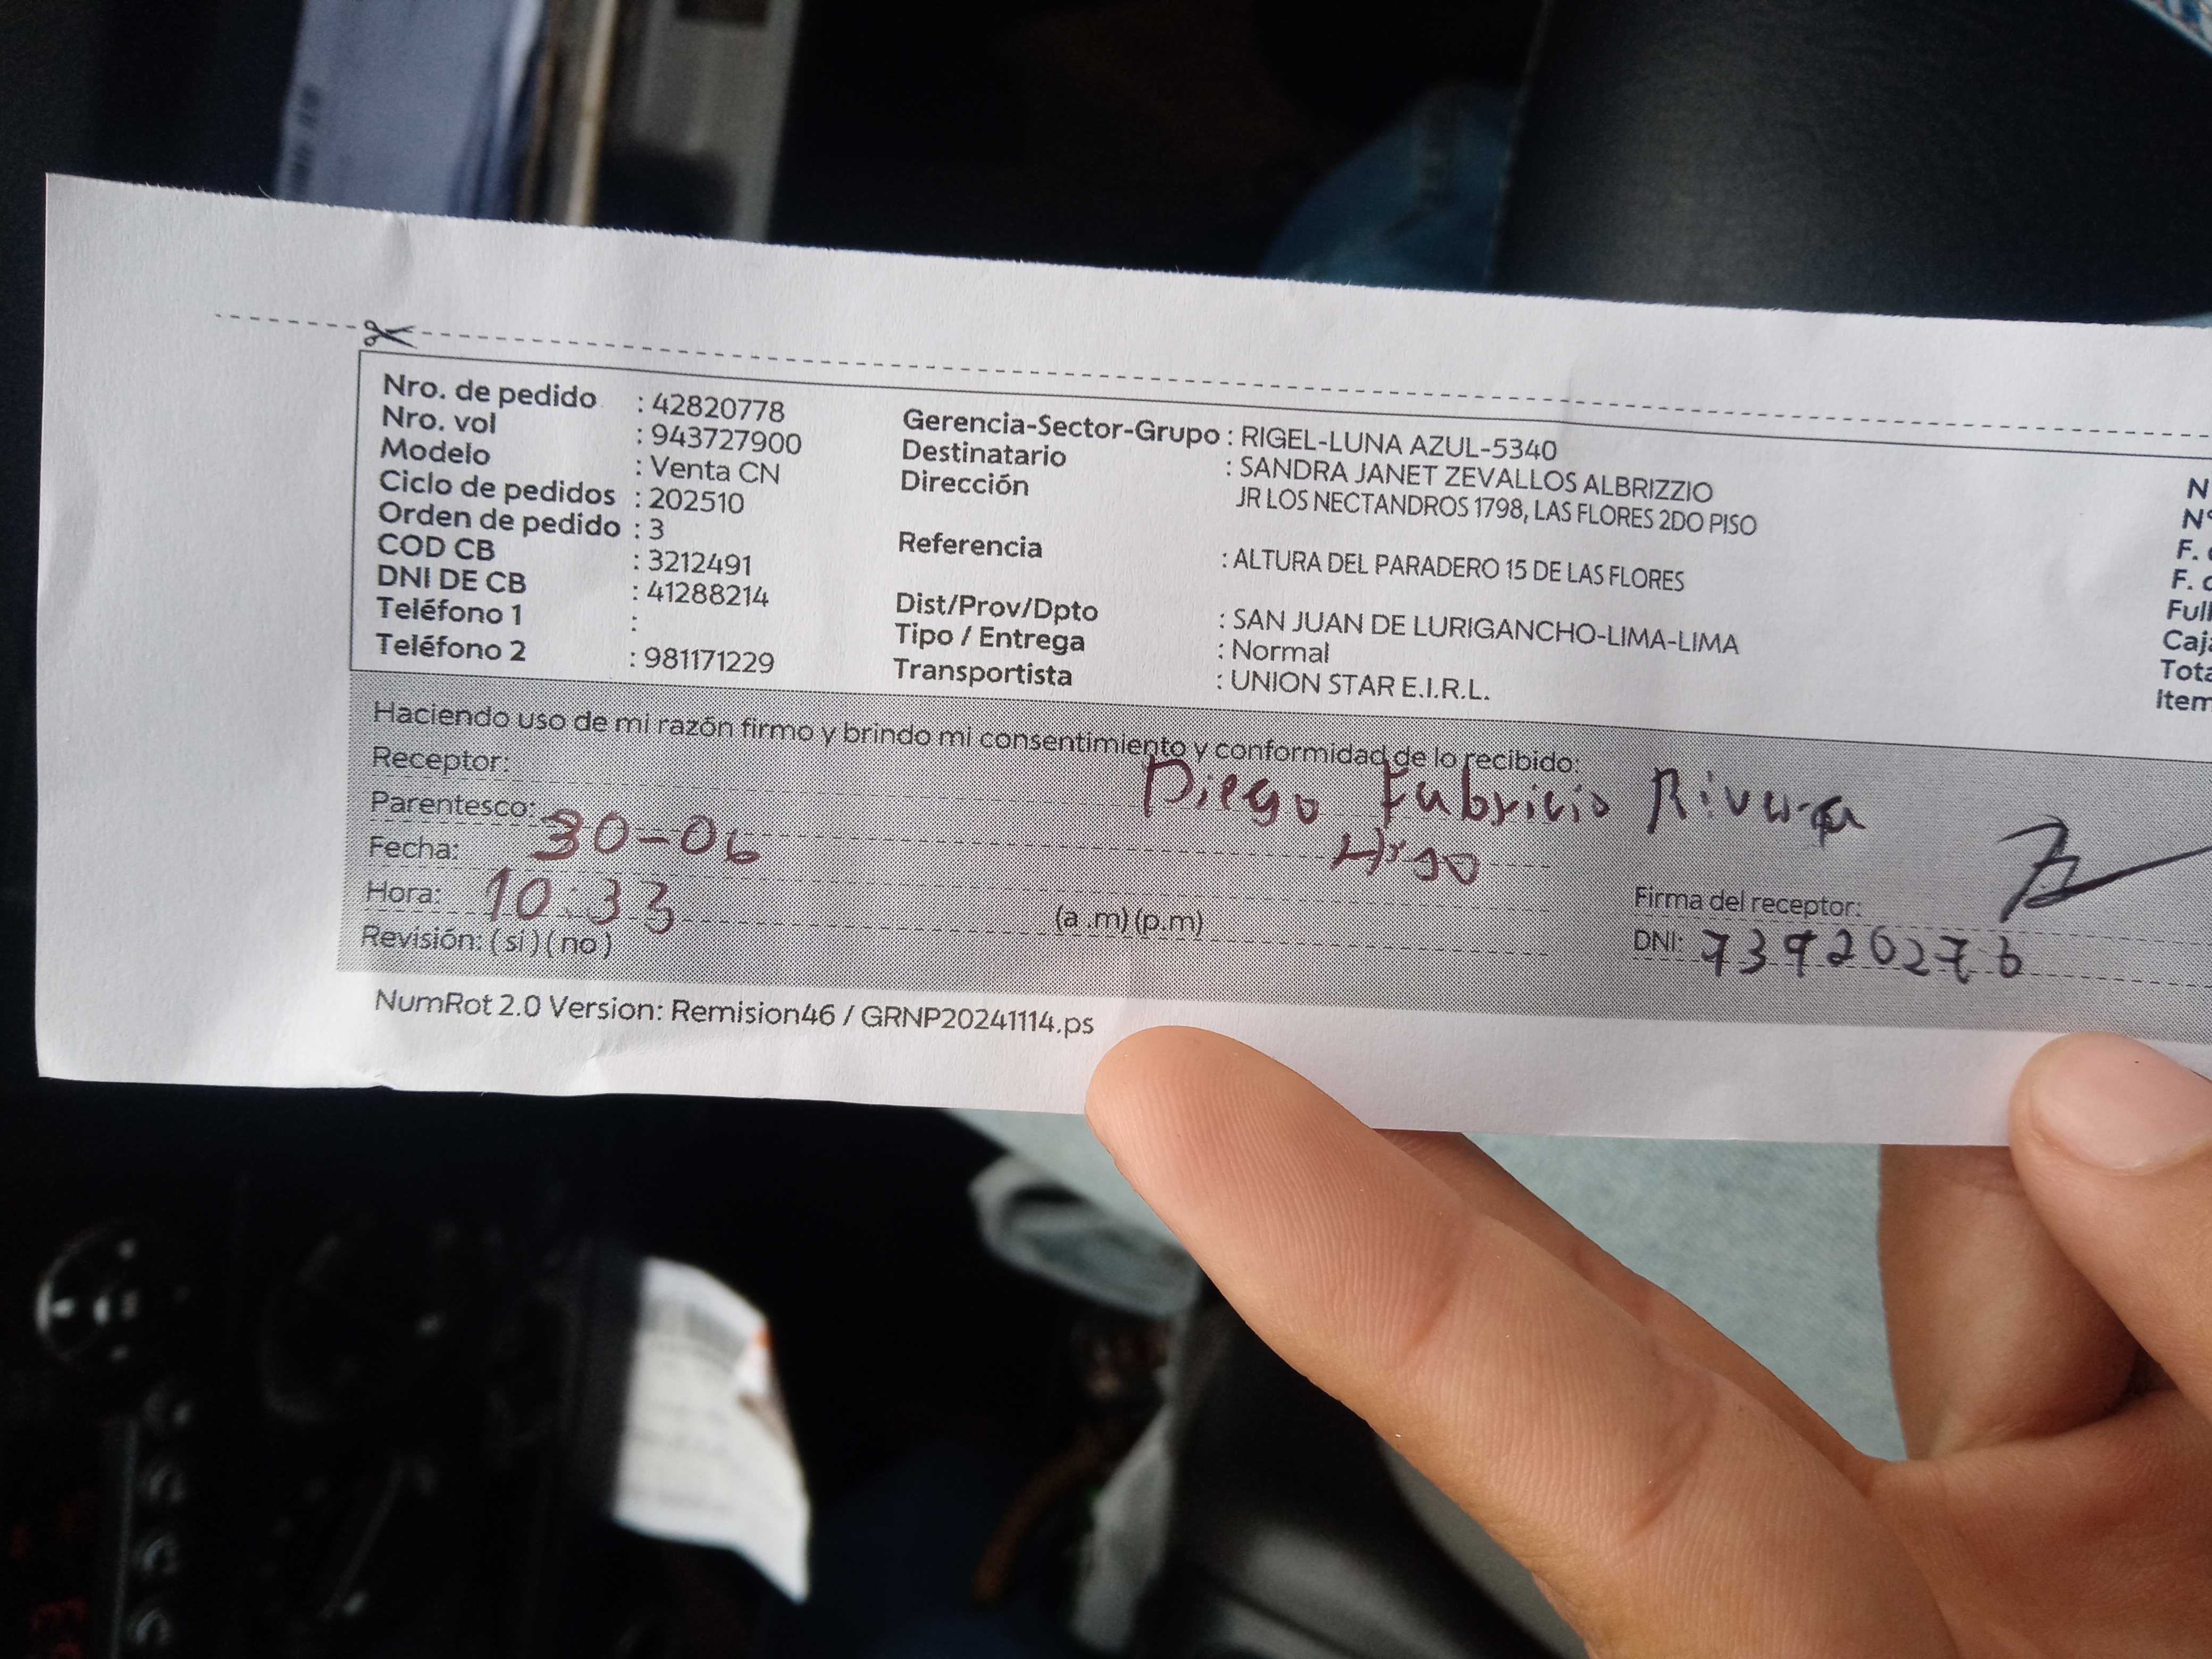 Nro. de pedido : 42820778
Nro. vol : 943727900
Modelo : Venta CN
Ciclo de pedidos : 202510
Orden de pedido : 3
COD CB : 3212491
DNI DE CB : 41288214
Teléfono 1 :
Teléfono 2 : 981171229
Gerencia-Sector-Grupo : RIGEL-LUNA AZUL-5340
Destinatario : SANDRA JANET ZEVALLOS ALBRIZZIO
Dirección JR LOS NECTANDROS 1798, LAS FLORES 2DO PISO
Referencia : ALTURA DEL PARADERO 15 DE LAS FLORES
Dist/Prov/Dpto : SAN JUAN DE LURIGANCHO-LIMA-LIMA
Tipo / Entrega : Normal
Transportista : UNION STAR E.I.R.L.
N
N°
F.
F.
Full
Caj
Tota
Item
Haciendo uso de mi razón firmo y brindo mi consentimiento y conformidad de lo recibido:
Receptor: Diego Fabricio Rivera
Parentesco: Hijo
Fecha: 30-06
Hora: 10:33 (a .m) (p.m)
Revisión: (si) (no)
Firma del receptor:
DNI: 73920276
NumRot 2.0 Version: Remision46 / GRNP20241114.ps